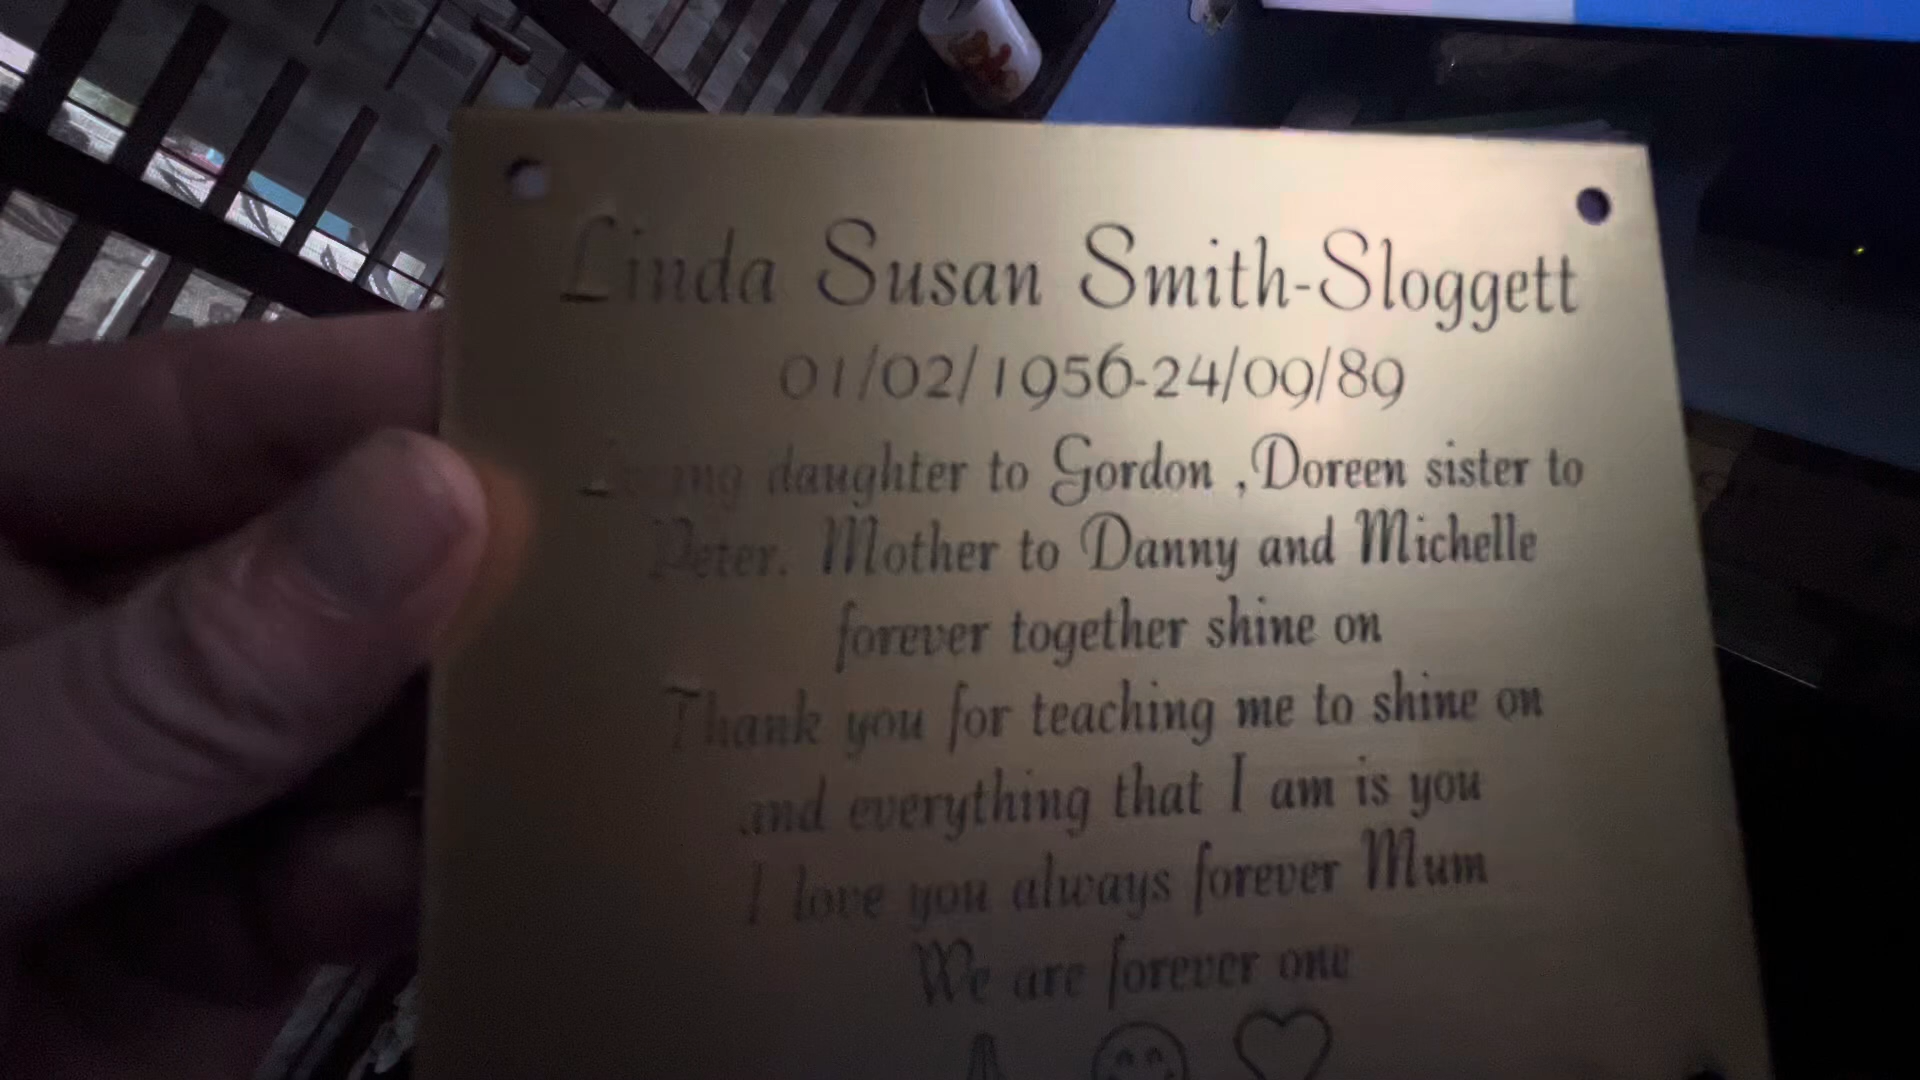 Linda Susan Smith-Sloggett
01/02/1956-24/09/89
daughter to Gordon ,Doreen sister to
Peter. Mother to Danny and Michelle
forever together shine on
Thank you for teaching me to shine on
and everything that I am is you
I love you always forever Mum
We are forever one